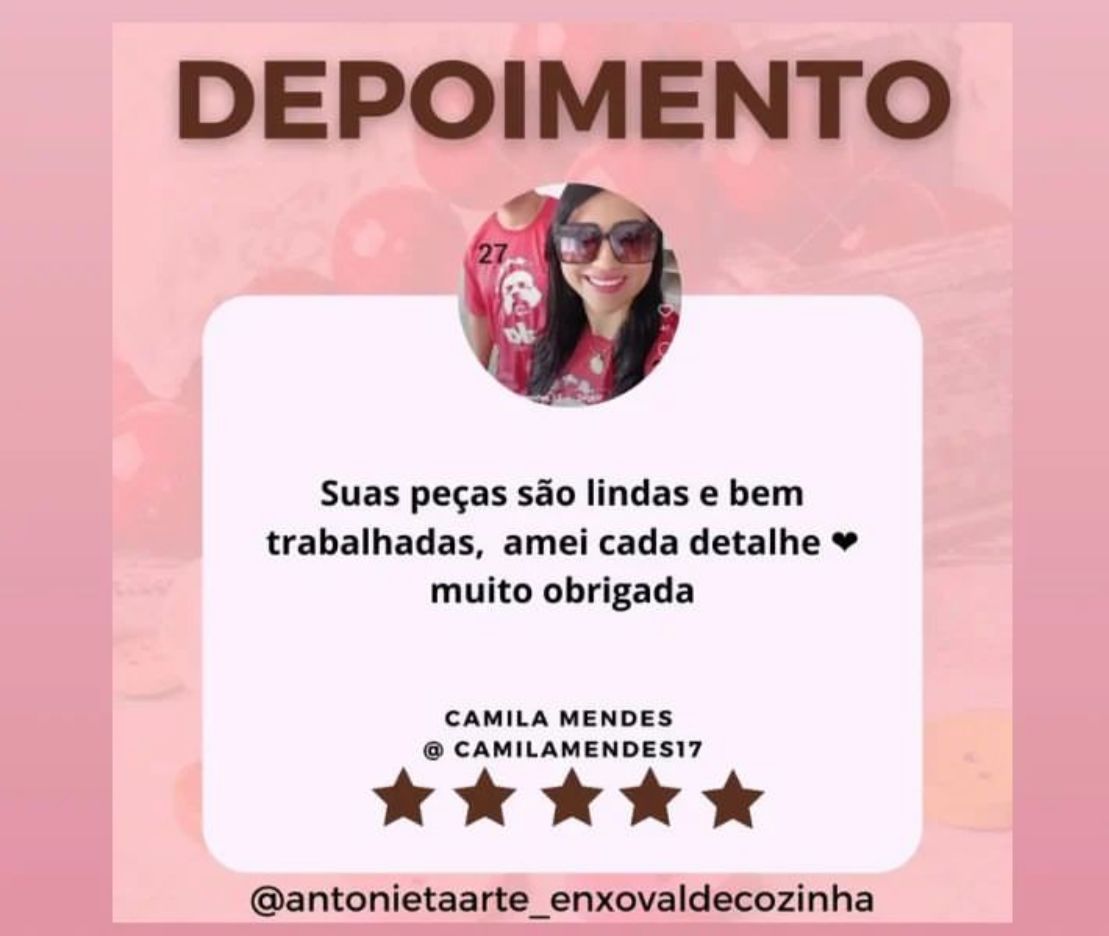 DEPOIMENTO
27
Suas peças são lindas e bem
trabalhadas, amei cada detalhe ❤
muito obrigada
CAMILA MENDES
@ CAMILAMENDES17
@antonietaarte_enxovaldecozinha